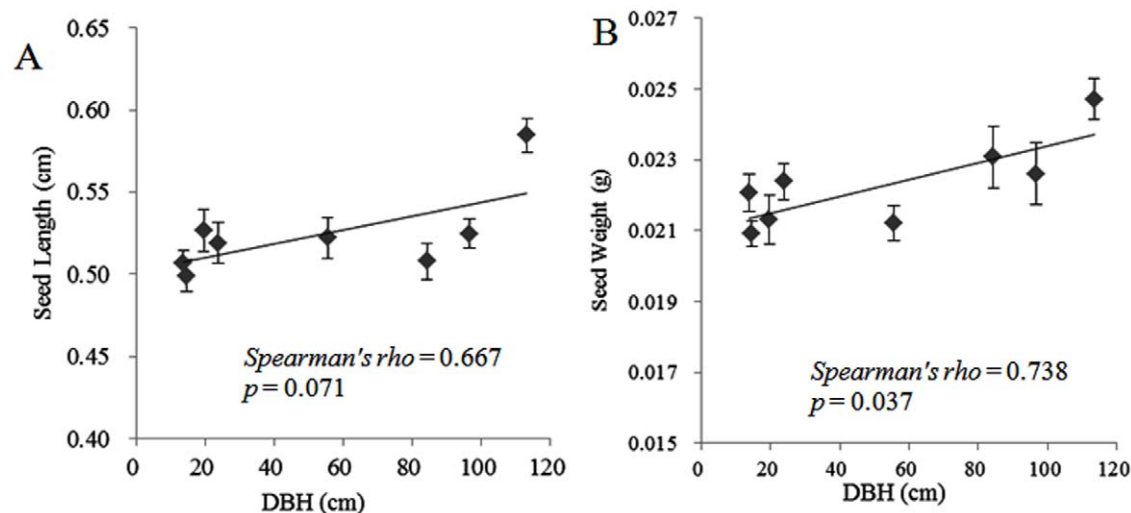 A
Seed Length (cm)
0.65
0.60
0.55
0.50
0.45
0.40
Spearman's rho = 0.667
p = 0.071
0 20 40 60 80 100 120
DBH (cm)
B
Seed Weight (g)
0.027
0.025
0.023
0.021
0.019
0.017
0.015
Spearman's rho = 0.738
p = 0.037
0 20 40 60 80 100 120
DBH (cm)